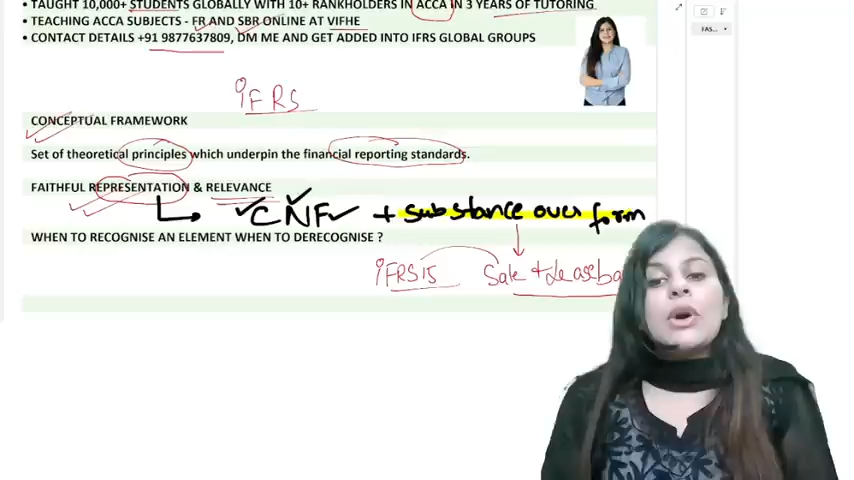 • TAUGHT 10,000+ STUDENTS GLOBALLY WITH 10+ RANKHOLDERS IN ACCA IN 3 YEARS OF TUTORING.
• TEACHING ACCA SUBJECTS - FR AND SBR ONLINE AT VIFHE
• CONTACT DETAILS +91 9877637809, DM ME AND GET ADDED INTO IFRS GLOBAL GROUPS
FAS...
iFRS
CONCEPTUAL FRAMEWORK
Set of theoretical principles which underpin the financial reporting standards.
FAITHFUL REPRESENTATION & RELEVANCE
CNF + substance over form
WHEN TO RECOGNISE AN ELEMENT WHEN TO DERECOGNISE ?
iFRS15 Sale + leaseba